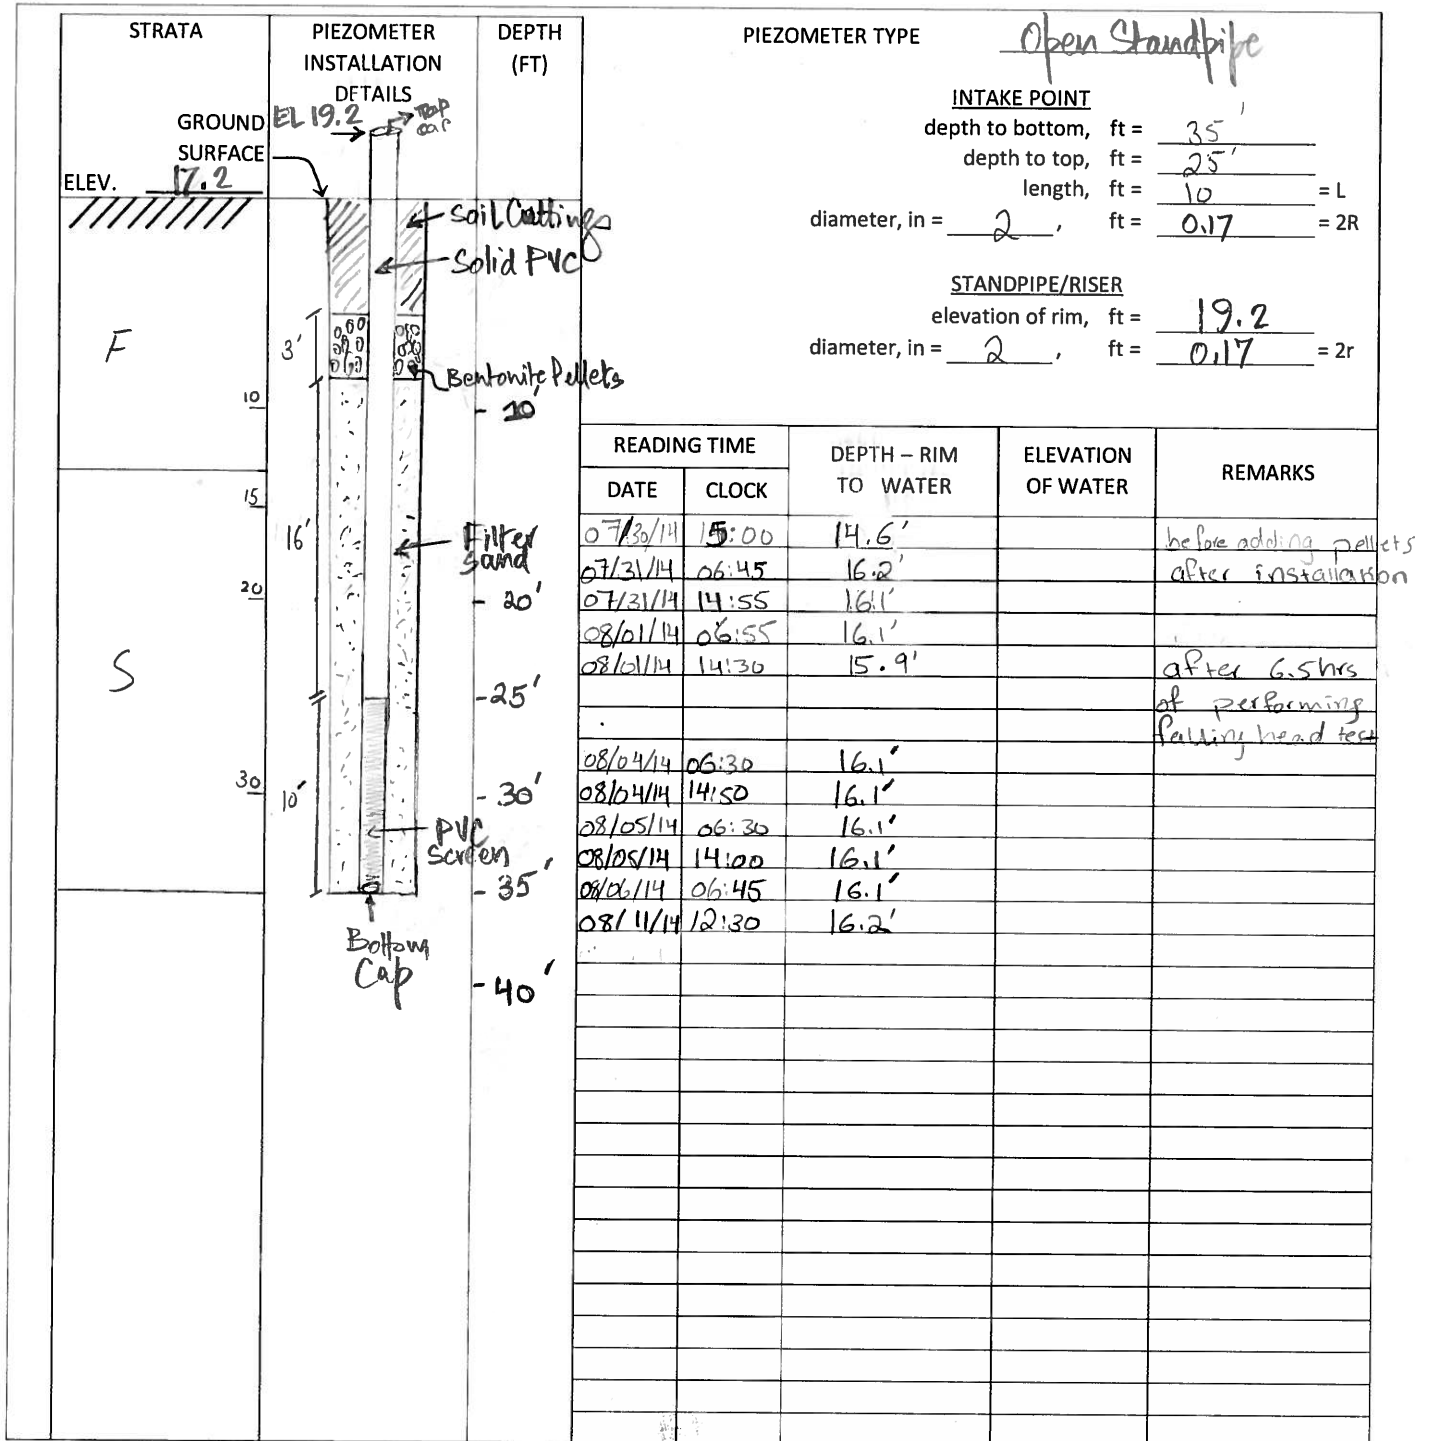 STRATA
PIEZOMETER
INSTALLATION
DETAILS
DEPTH
(FT)
PIEZOMETER TYPE Open Standpipe
GROUND
SURFACE
ELEV. 17.2
EL 19.2
Top
cap
INTAKE POINT
depth to bottom, ft = 35'
depth to top, ft = 25'
length, ft = 10 = L
diameter, in = 2, ft = 0.17 = 2R
STANDPIPE/RISER
elevation of rim, ft = 19.2
diameter, in = 2, ft = 0.17 = 2r
Soil Cuttings
Solid PVC
F
3'
Bentonite Pellets
10
- 10'
15
16'
Filter
sand
20
- 20'
S
- 25'
30
10'
- 30'
PVC
Screen
- 35'
Bottom
Cap
- 40'
READING TIME
DEPTH – RIM
TO WATER
ELEVATION
OF WATER
REMARKS
DATE CLOCK
07/30/14 15:00 14.6' before adding pellets
07/31/14 06:45 16.2' after installation
07/31/14 14:55 16.1'
08/01/14 06:55 16.1'
08/01/14 14:30 15.9' after 6.5hrs
of performing
falling head test
08/04/14 06:30 16.1'
08/04/14 14:50 16.1'
08/05/14 06:30 16.1'
08/05/14 14:00 16.1'
08/06/14 06:45 16.1'
08/11/14 12:30 16.2'